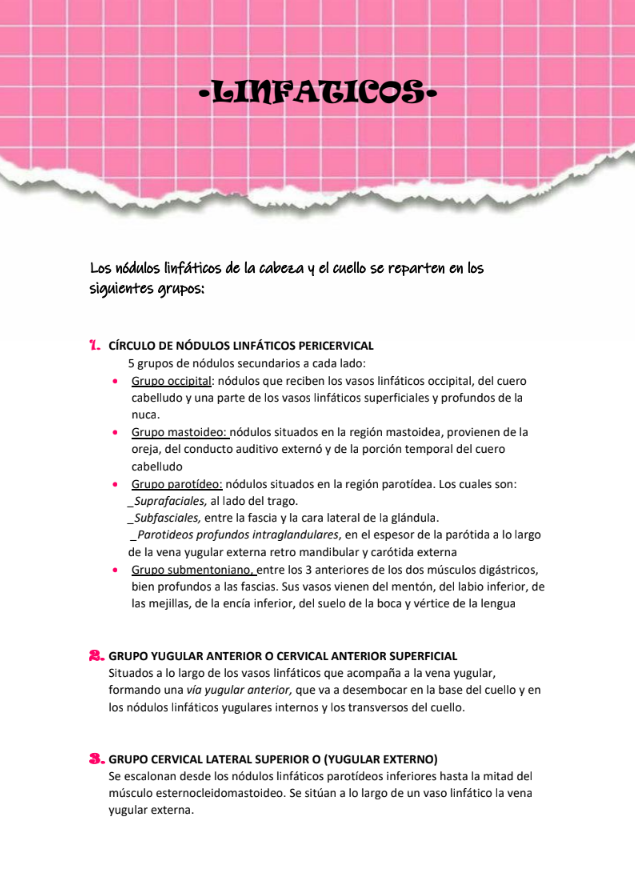 •LINFATICOS•
Los nódulos linfáticos de la cabeza y el cuello se reparten en los
siguientes grupos:
1. CÍRCULO DE NÓDULOS LINFÁTICOS PERICERVICAL
5 grupos de nódulos secundarios a cada lado:
• Grupo occipital: nódulos que reciben los vasos linfáticos occipital, del cuero
cabelludo y una parte de los vasos linfáticos superficiales y profundos de la
nuca.
• Grupo mastoideo: nódulos situados en la región mastoidea, provienen de la
oreja, del conducto auditivo externó y de la porción temporal del cuero
cabelludo
• Grupo parotídeo: nódulos situados en la región parotídea. Los cuales son:
_Suprafaciales, al lado del trago.
_Subfasciales, entre la fascia y la cara lateral de la glándula.
_Parotideos profundos intraglandulares, en el espesor de la parótida a lo largo
de la vena yugular externa retro mandibular y carótida externa
• Grupo submentoniano, entre los 3 anteriores de los dos músculos digástricos,
bien profundos a las fascias. Sus vasos vienen del mentón, del labio inferior, de
las mejillas, de la encía inferior, del suelo de la boca y vértice de la lengua
2. GRUPO YUGULAR ANTERIOR O CERVICAL ANTERIOR SUPERFICIAL
Situados a lo largo de los vasos linfáticos que acompaña a la vena yugular,
formando una vía yugular anterior, que va a desembocar en la base del cuello y en
los nódulos linfáticos yugulares internos y los transversos del cuello.
3. GRUPO CERVICAL LATERAL SUPERIOR O (YUGULAR EXTERNO)
Se escalonan desde los nódulos linfáticos parotídeos inferiores hasta la mitad del
músculo esternocleidomastoideo. Se sitúan a lo largo de un vaso linfático la vena
yugular externa.